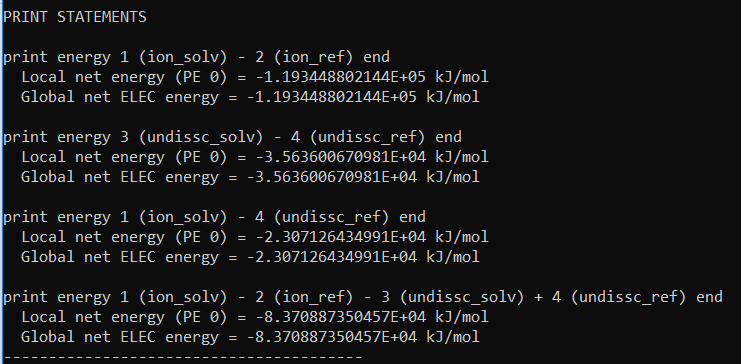 PRINT STATEMENTS
print energy 1 (ion_solv) - 2 (ion_ref) end
Local net energy (PE 0) = -1.193448802144E+05 kJ/mol
Global net ELEC energy = -1.193448802144E+05 kJ/mol
print energy 3 (undissc_solv) - 4 (undissc_ref) end
Local net energy (PE 0) = -3.563600670981E+04 kJ/mol
Global net ELEC energy = -3.563600670981E+04 kJ/mol
print energy 1 (ion_solv) - 4 (undissc_ref) end
Local net energy (PE 0) = -2.307126434991E+04 kJ/mol
Global net ELEC energy = -2.307126434991E+04 kJ/mol
print energy 1 (ion_solv) - 2 (ion_ref) - 3 (undissc_solv) + 4 (undissc_ref) end
Local net energy (PE 0) = -8.370887350457E+04 kJ/mol
Global net ELEC energy = -8.370887350457E+04 kJ/mol
----------------------------------------